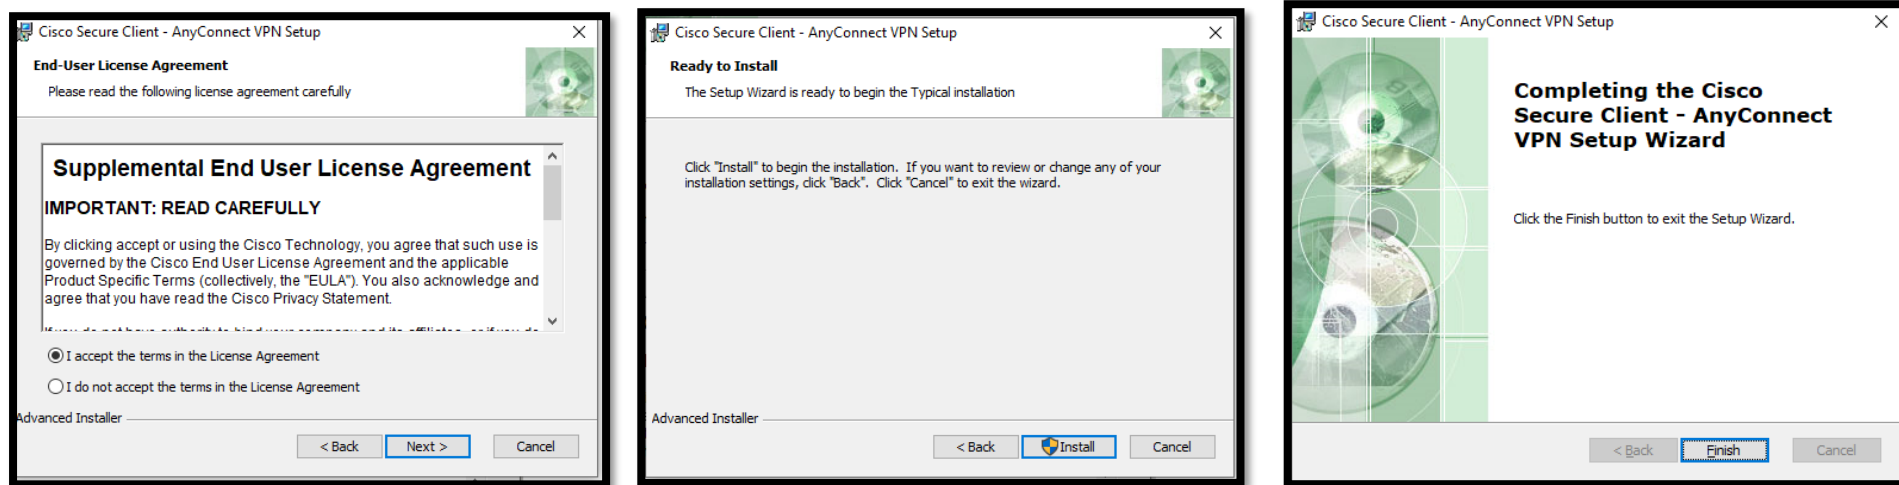 Cisco Secure Client - AnyConnect VPN Setup
End-User License Agreement
Please read the following license agreement carefully
Supplemental End User License Agreement
IMPORTANT: READ CAREFULLY
By clicking accept or using the Cisco Technology, you agree that such use is
governed by the Cisco End User License Agreement and the applicable
Product Specific Terms (collectively, the "EULA"). You also acknowledge and
agree that you have read the Cisco Privacy Statement.
I accept the terms in the License Agreement
I do not accept the terms in the License Agreement
Advanced Installer
< Back Next > Cancel
Cisco Secure Client - AnyConnect VPN Setup
Ready to Install
The Setup Wizard is ready to begin the Typical installation
Click "Install" to begin the installation. If you want to review or change any of your
installation settings, click "Back". Click "Cancel" to exit the wizard.
Advanced Installer
< Back Install Cancel
Cisco Secure Client - AnyConnect VPN Setup
Completing the Cisco
Secure Client - AnyConnect
VPN Setup Wizard
Click the Finish button to exit the Setup Wizard.
< Back Finish Cancel